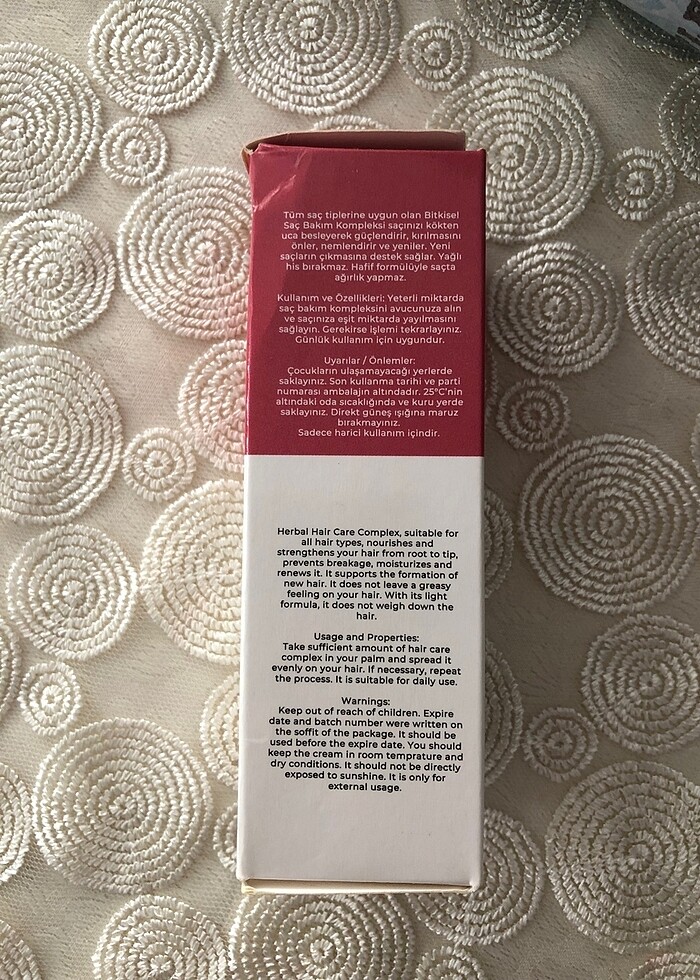 Tüm saç tiplerine uygun olan Bitkisel
Saç Bakım Kompleksi saçınızı kökten
uca besleyerek güçlendirir, kırılmasını
önler, nemlendirir ve yeniler. Yeni
saçların çıkmasına destek sağlar. Yağlı
his bırakmaz. Hafif formülüyle saçta
ağırlık yapmaz.
Kullanım ve Özellikleri; Yeterli miktarda
saç bakım kompleksini avucunuza alın
ve saçınıza eşit miktarda yayılmasını
sağlayın. Gerekirse işlemi tekrarlayınız.
Günlük kullanım için uygundur.
Uyarılar / Önlemler:
Çocukların ulaşamayacağı yerlerde
saklayınız. Son kullanma tarihi ve parti
numarası ambalajın altındadır. 25°C'nin
altındaki oda sıcaklığında ve kuru yerde
saklayınız. Direkt güneş ışığına maruz
bırakmayınız.
Sadece harici kullanım içindir.
Herbal Hair Care Complex, suitable for
all hair types, nourishes and
strengthens your hair from root to tip,
prevents breakage, moisturizes and
renews it. It supports the formation of
new hair. It does not leave a greasy
feeling on your hair. With its light
formula, it does not weigh down the
hair.
Usage and Properties:
Take sufficient amount of hair care
complex in your palm and spread it
evenly on your hair. If necessary, repeat
the process. It is suitable for daily use.
Warnings:
Keep out of reach of children. Expire
date and batch number were written on
the soffit of the package. It should be
used before the expire date. You should
keep the cream in room temprature and
dry conditions. It should not be directly
exposed to sunshine. It is only for
external usage.